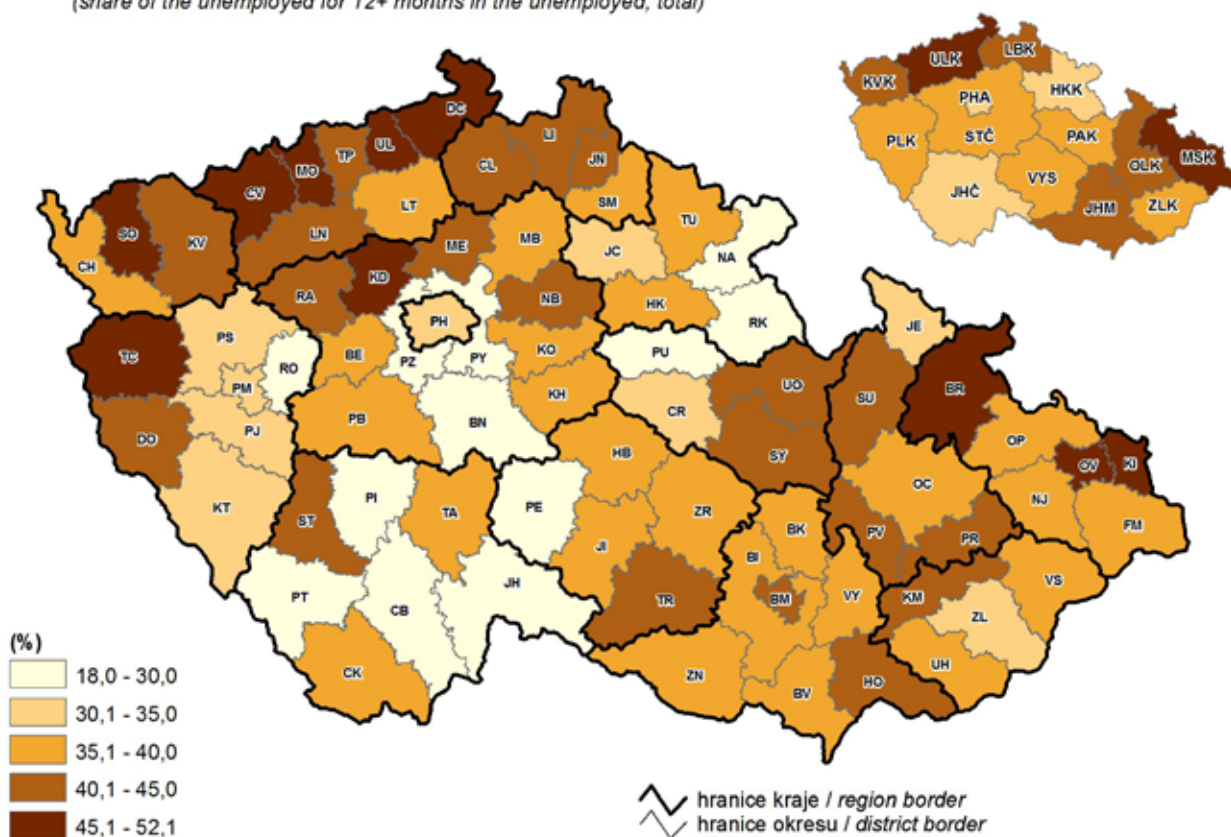 (share of the unemployed for 12+ months in the unemployed, total)
ULK
LBK
KVK
HKK
PHA
STČ
PAK
PLK
OLK
MSK
VYS
JHČ
JHM
ZLK
DC
LI
UL
TP
MO
JN
CL
CV
LT
SM
TU
SO
KV
LN
ME
MB
JC
NA
CH
KD
RA
NB
HK
PH
RK
JE
PS
TC
RO
BE
PZ
PY
KO
PU
PM
UO
SU
BR
KH
CR
PB
BN
DO
PJ
OP
HB
SY
OV
KI
OC
KT
PI
TA
PE
ZR
NJ
ST
BK
FM
PV
PR
JI
BI
VS
PT
CB
JH
TR
BM
VY
KM
ZL
UH
CK
ZN
BV
HO
(%)
18,0 - 30,0
30,1 - 35,0
35,1 - 40,0
40,1 - 45,0
45,1 - 52,1
hranice kraje / region border
hranice okresu / district border